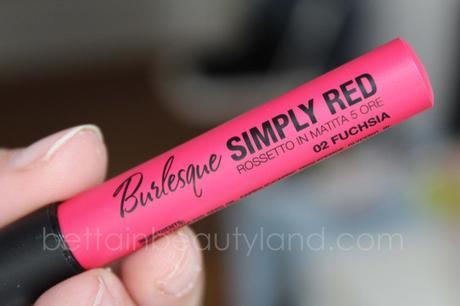 Burlesque SIMPLY RED
ROSSETTO IN MATITA 5 ORE
02 FUCHSIA
bettainbeautyland.com